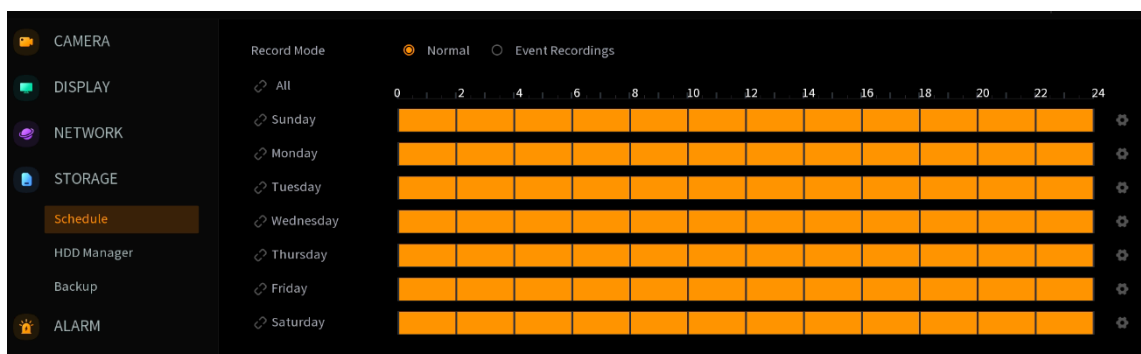 CAMERA
DISPLAY
NETWORK
STORAGE
Schedule
HDD Manager
Backup
ALARM
Record Mode Normal Event Recordings
All
0 2 4 6 8 10 12 14 16 18 20 22 24
Sunday
Monday
Tuesday
Wednesday
Thursday
Friday
Saturday